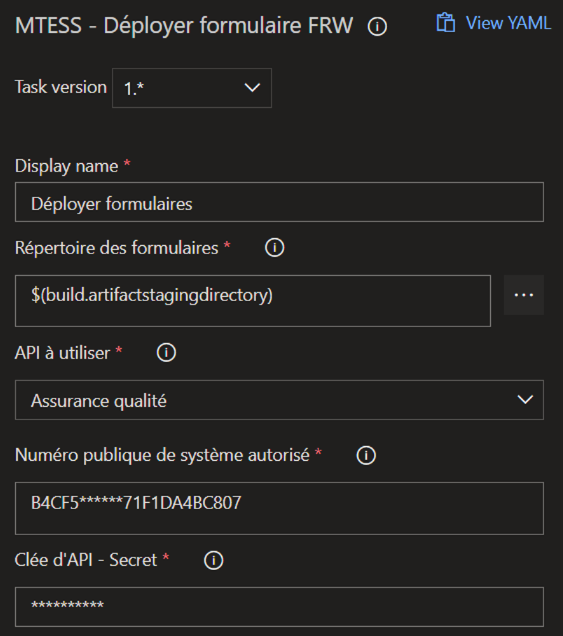 MTESS - Déployer formulaire FRW
View YAML
Task version 1.*
Display name *
Déployer formulaires
Répertoire des formulaires *
$(build.artifactstagingdirectory)
...
API à utiliser *
Assurance qualité
Numéro publique de système autorisé *
B4CF5******71F1DA4BC807
Clée d'API - Secret *
**********